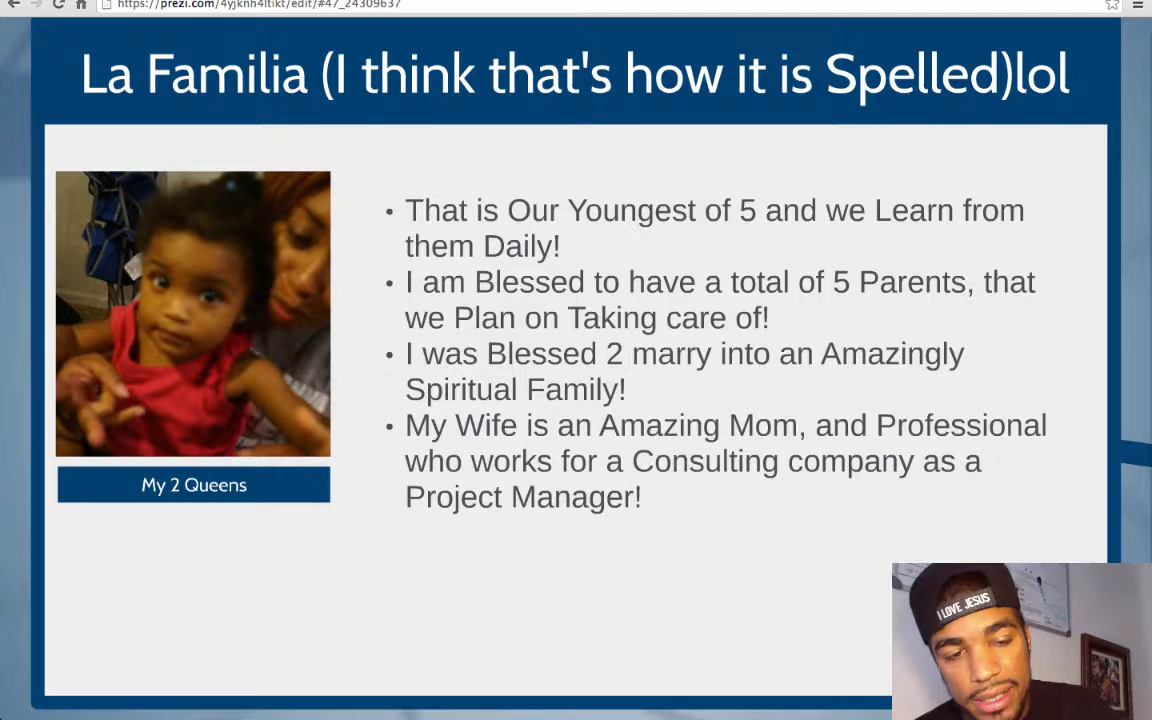 https://prezi.com/4yjknh4ltikt/edit/#47_24309637
La Familia (I think that's how it is Spelled)lol
• That is Our Youngest of 5 and we Learn from
them Daily!
• I am Blessed to have a total of 5 Parents, that
we Plan on Taking care of!
• I was Blessed 2 marry into an Amazingly
Spiritual Family!
• My Wife is an Amazing Mom, and Professional
who works for a Consulting company as a
Project Manager!
My 2 Queens
I LOVE JESUS